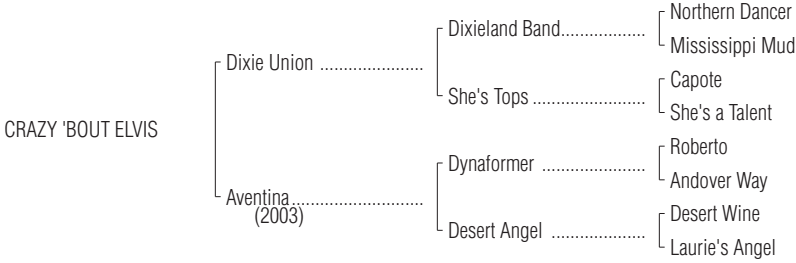 Northern Dancer
Dixieland Band....................
Mississippi Mud
Dixie Union ........................
Capote
She's Tops ..........................
She's a Talent
CRAZY 'BOUT ELVIS
Roberto
Dynaformer ........................
Andover Way
Aventina..............................
(2003)
Desert Wine
Desert Angel ......................
Laurie's Angel